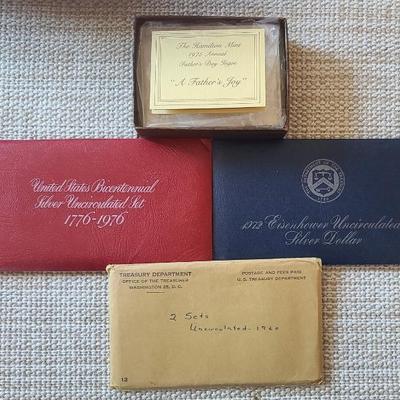 The Hamilton Mint
1972 Annual
Father's Day Ingot
"A Father's Joy"
United States Bicentennial
Silver Uncirculated Set
1776-1976
1972 Eisenhower Uncirculated
Silver Dollar
TREASURY DEPARTMENT
OFFICE OF THE TREASURER
WASHINGTON 25, D. C.
POSTAGE AND FEES PAID
U. S. TREASURY DEPARTMENT
2 Sets
Uncirculated - 1960
12